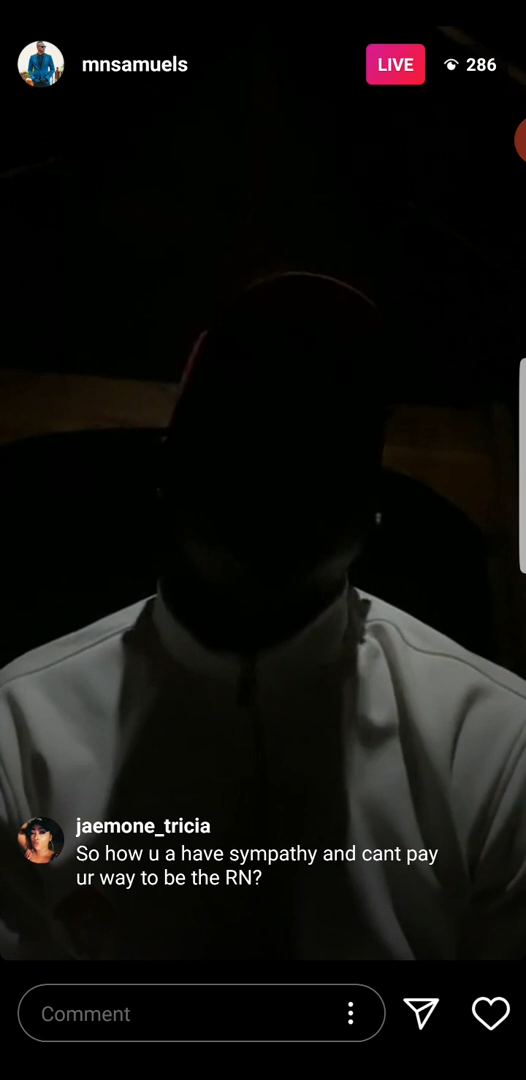 mnsamuels
LIVE
286
jaemone_tricia
So how u a have sympathy and cant pay
ur way to be the RN?
Comment